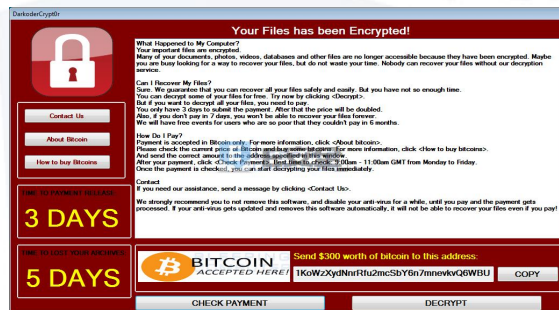 DarkoderCrypt0r
Your Files has been Encrypted!
What Happened to My Computer?
Your important files are encrypted.
Many of your documents, photos, videos, databases and other files are no longer accessible because they have been encrypted. Maybe
you are busy looking for a way to recover your files, but do not waste your time. Nobody can recover your files without our decryption
service.
Can I Recover My Files?
Sure. We guarantee that you can recover all your files safely and easily. But you have not so enough time.
You can decrypt some of your files for free. Try now by clicking <Decrypt>.
But if you want to decrypt all your files, you need to pay.
You only have 3 days to submit the payment. After that the price will be doubled.
Also, if you don't pay in 7 days, you won't be able to recover your files forever.
We will have free events for users who are so poor that they couldn't pay in 6 months.
How Do I Pay?
Payment is accepted in Bitcoin only. For more information, click <About bitcoin>.
Please check the current price of Bitcoin and buy some bitcoins. For more information, click <How to buy bitcoins>.
And send the correct amount to the address spelled in this window.
After your payment, click <Check Payment>. Best time to check: 9:00am - 11:00am GMT from Monday to Friday.
Once the payment is checked, you can start decrypting your files immediately.
Contact
If you need our assistance, send a message by clicking <Contact Us>.
We strongly recommend you to not remove this software, and disable your anti-virus for a while, until you pay and the payment gets
processed. If your anti-virus gets updated and removes this software automatically, it will not be able to recover your files even if you pay!
Contact Us
About Bitcoin
How to buy Bitcoins
TIME TO PAYMENT RELEASE:
3 DAYS
TIME TO LOST YOUR ARCHIVES:
5 DAYS
BITCOIN
ACCEPTED HERE!
Send $300 worth of bitcoin to this address:
1KoWzXydNnrRfu2mcSbY6n7mnevkvQ6WBU
COPY
CHECK PAYMENT
DECRYPT